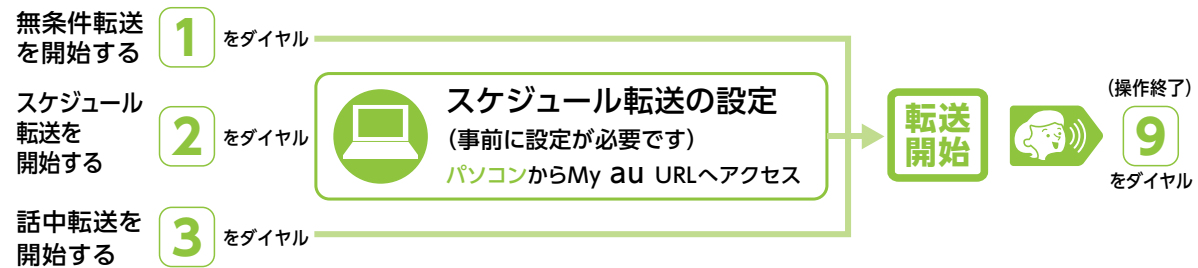 無条件転送
を開始する
1
をダイヤル
スケジュール
転送を
開始する
2
をダイヤル
スケジュール転送の設定
(事前に設定が必要です)
パソコンからMy au URLへアクセス
話中転送を
開始する
3
をダイヤル
転送
開始
(操作終了)
9
をダイヤル